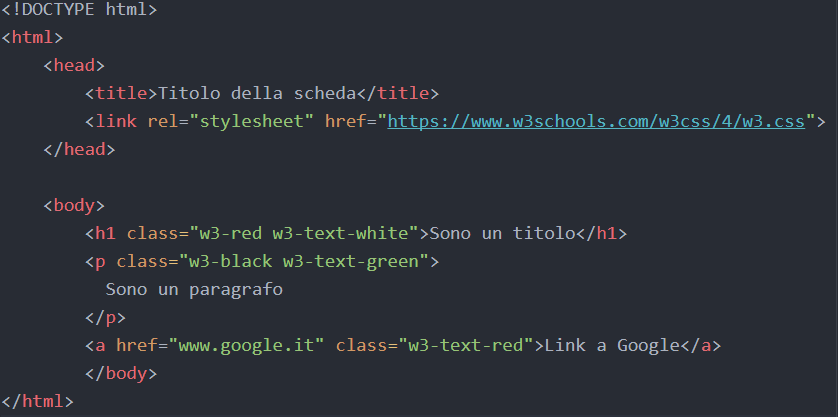 <!DOCTYPE html>
<html>
    <head>
        <title>Titolo della scheda</title>
        <link rel="stylesheet" href="https://www.w3schools.com/w3css/4/w3.css">
    </head>

    <body>
        <h1 class="w3-red w3-text-white">Sono un titolo</h1>
        <p class="w3-black w3-text-green">
          Sono un paragrafo
        </p>
        <a href="www.google.it" class="w3-text-red">Link a Google</a>
        </body>
</html>